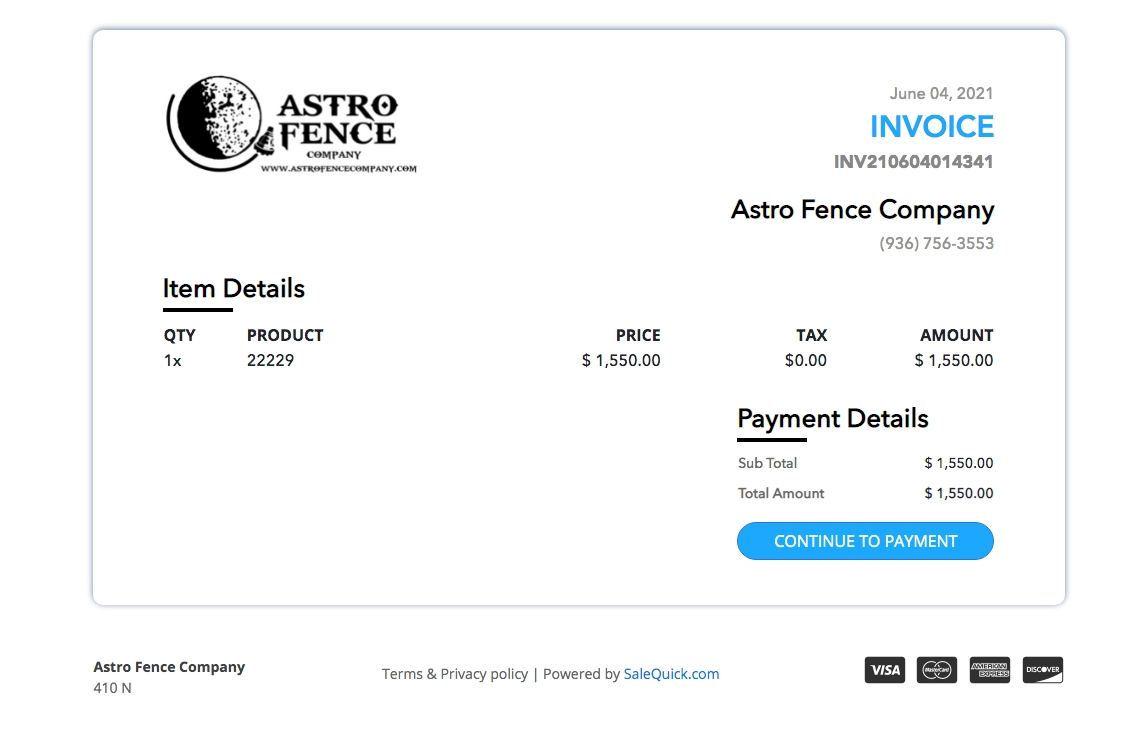 ASTRO
FENCE
COMPANY
WWW.ASTROFENCECOMPANY.COM
June 04, 2021
INVOICE
INV210604014341
Astro Fence Company
(936) 756-3553
Item Details
QTY PRODUCT PRICE TAX AMOUNT
1x 22229 $ 1,550.00 $0.00 $ 1,550.00
Payment Details
Sub Total $ 1,550.00
Total Amount $ 1,550.00
CONTINUE TO PAYMENT
Astro Fence Company
410 N
Terms & Privacy policy | Powered by SaleQuick.com
VISA MasterCard AMERICAN EXPRESS DISCOVER